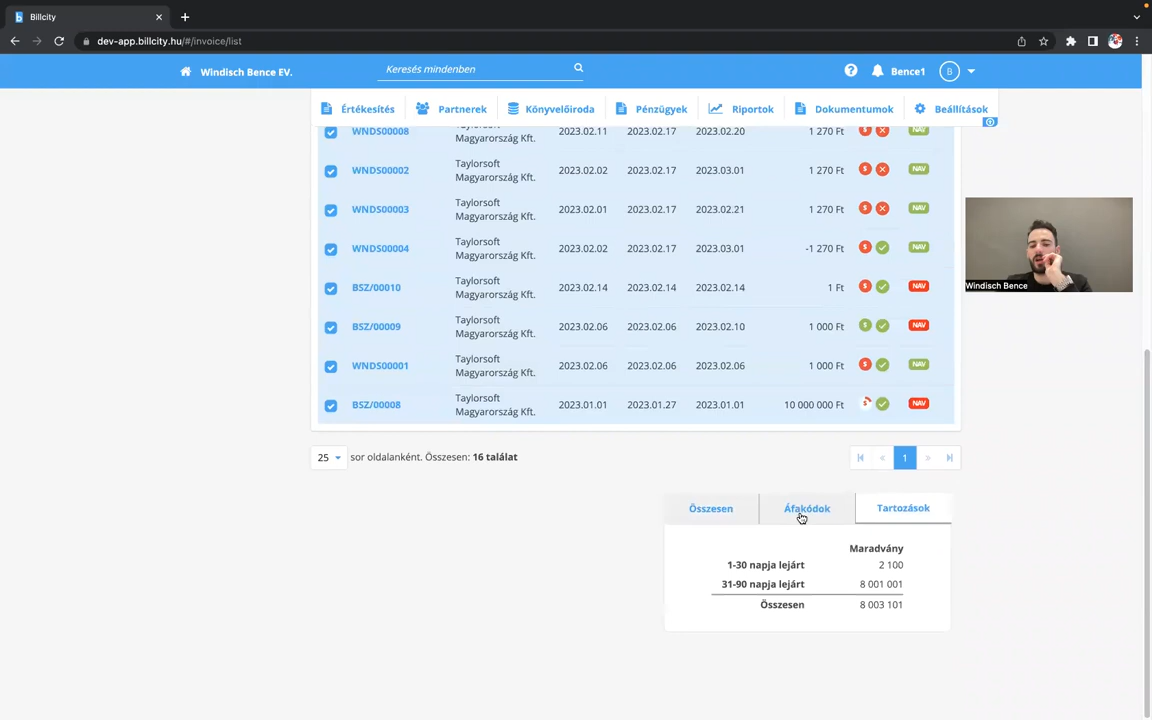 Billcity
dev-app.billcity.hu/#/invoice/list
Windisch Bence EV.
Keresés mindenben
Bence1
B
Értékesítés
Partnerek
Könyvelőiroda
Pénzügyek
Riportok
Dokumentumok
Beállítások
WNDS00008
Magyarország Kft.
2023.02.11 2023.02.17 2023.02.20 1 270 Ft NAV
WNDS00002
Taylorsoft
Magyarország Kft.
2023.02.02 2023.02.17 2023.03.01 1 270 Ft NAV
WNDS00003
Taylorsoft
Magyarország Kft.
2023.02.01 2023.02.17 2023.02.21 1 270 Ft NAV
WNDS00004
Taylorsoft
Magyarország Kft.
2023.02.02 2023.02.17 2023.03.01 -1 270 Ft NAV
BSZ/00010
Taylorsoft
Magyarország Kft.
2023.02.14 2023.02.14 2023.02.14 1 Ft NAV
BSZ/00009
Taylorsoft
Magyarország Kft.
2023.02.06 2023.02.06 2023.02.10 1 000 Ft NAV
WNDS00001
Taylorsoft
Magyarország Kft.
2023.02.06 2023.02.06 2023.02.06 1 000 Ft NAV
BSZ/00008
Taylorsoft
Magyarország Kft.
2023.01.01 2023.01.27 2023.01.01 10 000 000 Ft NAV
Windisch Bence
25 sor oldalanként. Összesen: 16 találat
1
Összesen
Áfakódok
Tartozások
Maradvány
1-30 napja lejárt 2 100
31-90 napja lejárt 8 001 001
Összesen 8 003 101